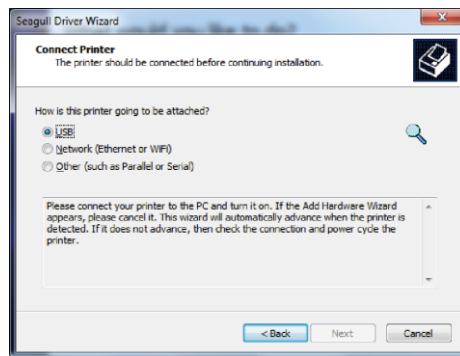 Seagull Driver Wizard
Connect Printer
The printer should be connected before continuing installation.
How is this printer going to be attached?
USB
Network (Ethernet or WiFi)
Other (such as Parallel or Serial)
Please connect your printer to the PC and turn it on. If the Add Hardware Wizard
appears, please cancel it. This wizard will automatically advance when the printer is
detected. If it does not advance, then check the connection and power cycle the
printer.
< Back
Next
Cancel